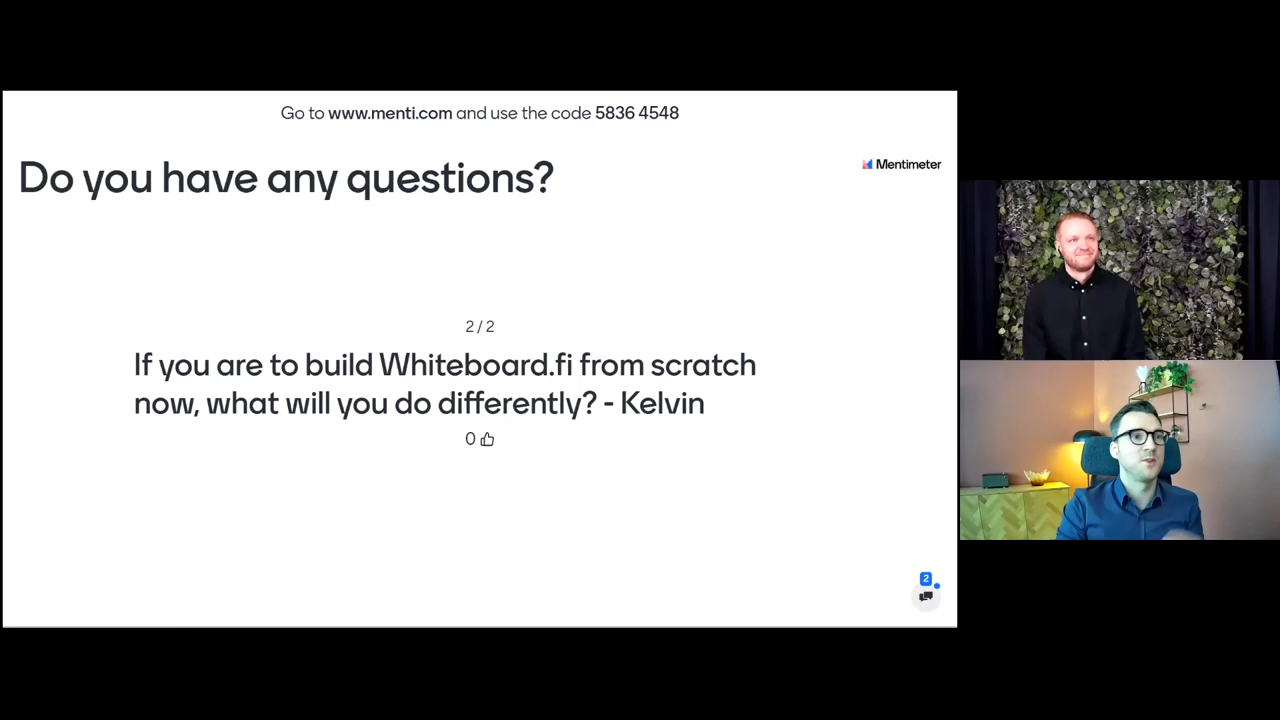 Go to www.menti.com and use the code 5836 4548
Do you have any questions?
Mentimeter
2 / 2
If you are to build Whiteboard.fi from scratch
now, what will you do differently? - Kelvin
0
2